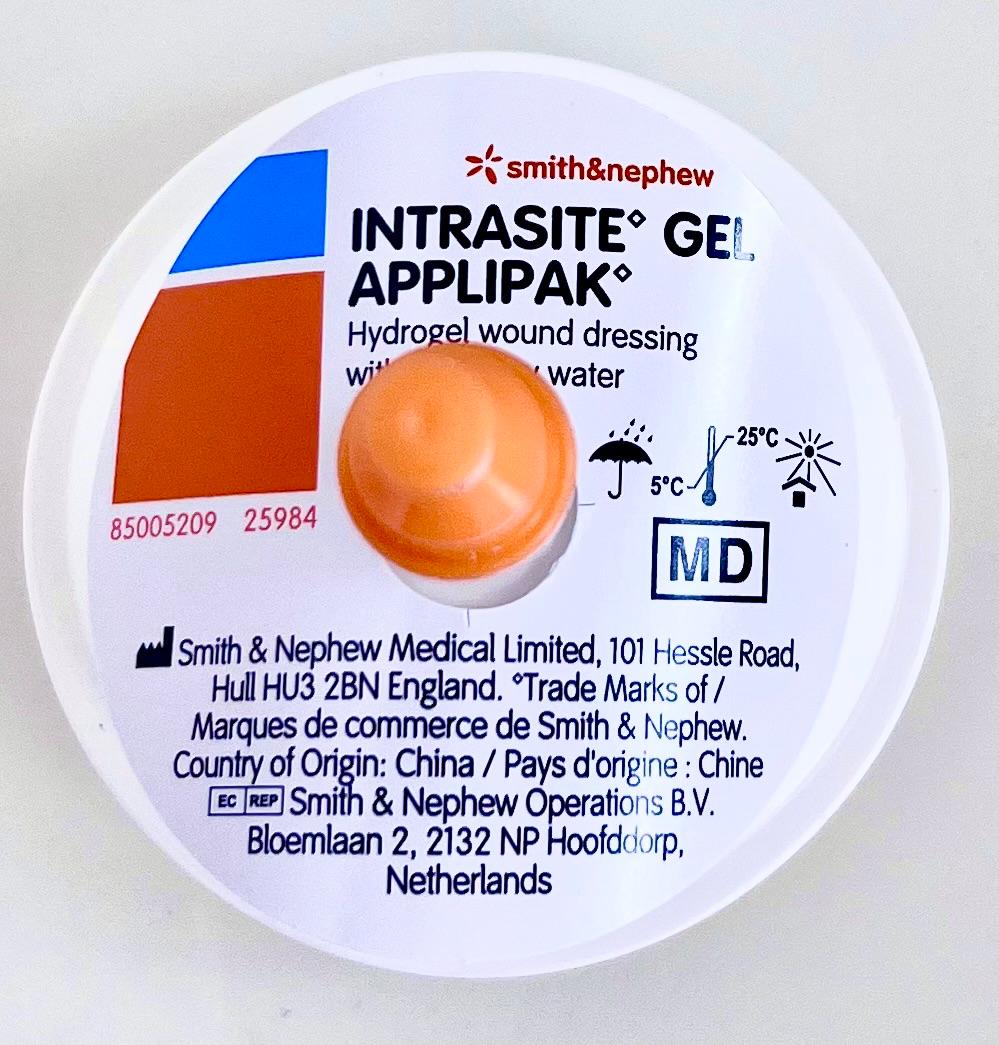 smith&nephew
INTRASITE° GEL
APPLIPAK°
Hydrogel wound dressing
water
25°C
5°C
MD
85005209 25984
Smith & Nephew Medical Limited, 101 Hessle Road,
Hull HU3 2BN England. °Trade Marks of /
Marques de commerce de Smith & Nephew.
Country of Origin: China / Pays d'origine : Chine
EC REP Smith & Nephew Operations B.V.
Bloemlaan 2, 2132 NP Hoofddorp,
Netherlands